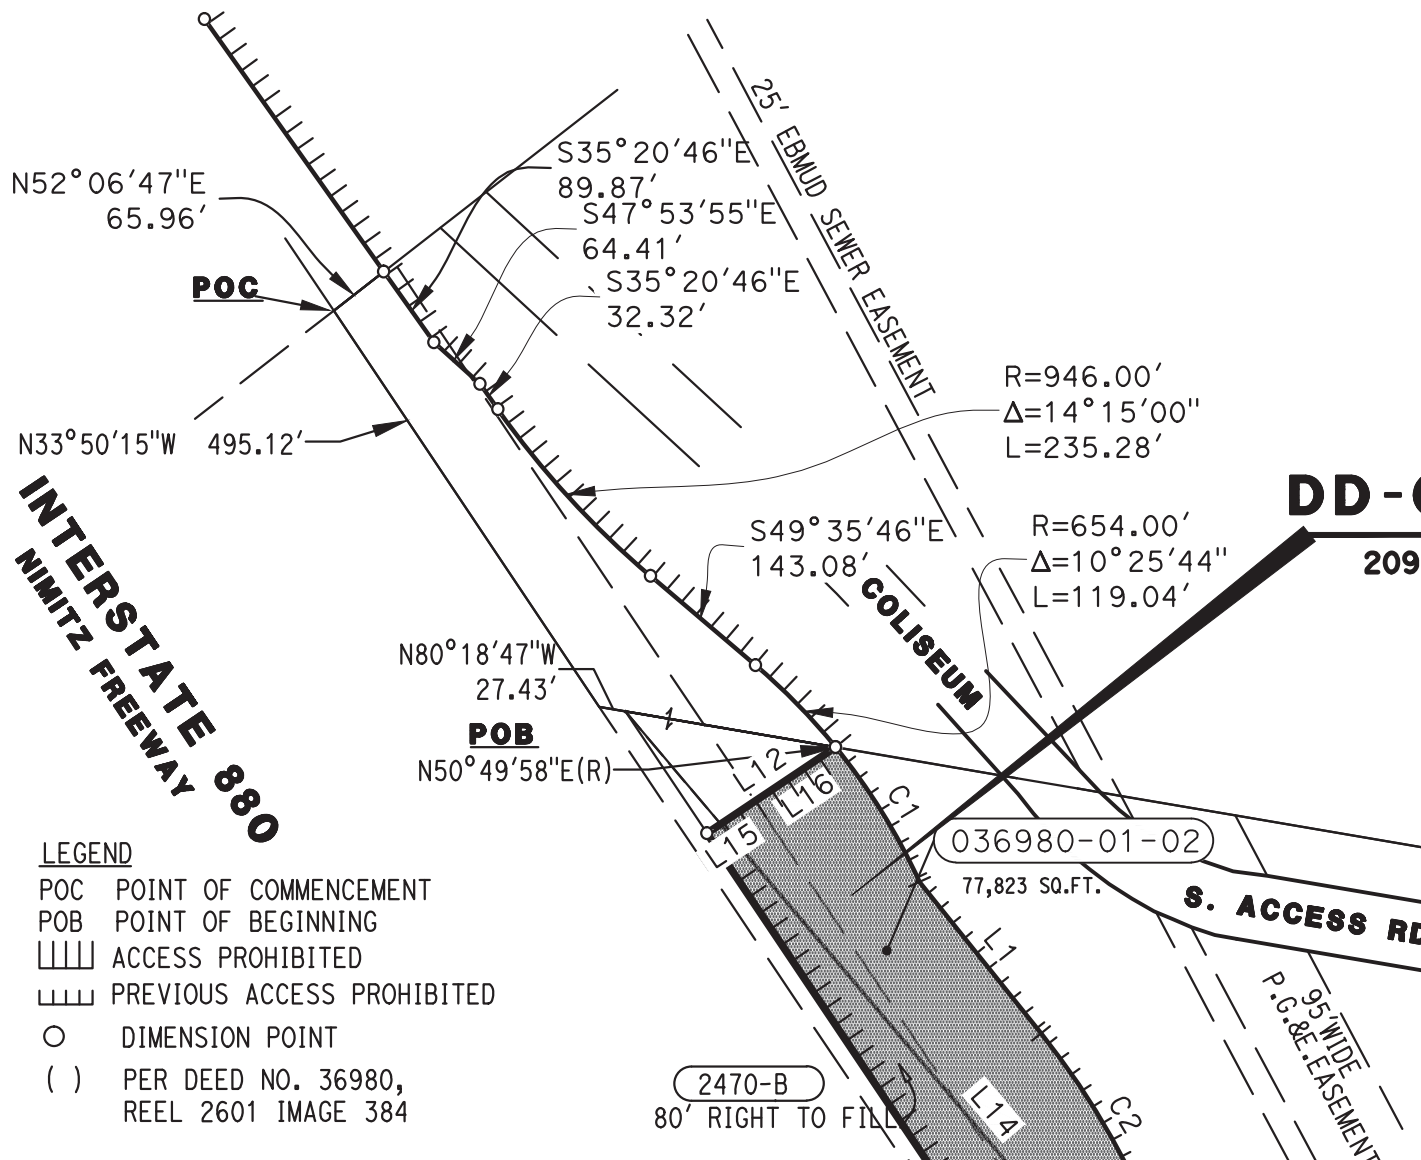 25' EBMUD SEWER EASEMENT
S35°20'46"E
89.87'
N52°06'47"E
65.96'
S47°53'55"E
64.41'
S35°20'46"E
32.32'
POC
R=946.00'
Δ=14°15'00"
L=235.28'
N33°50'15"W 495.12'
INTERSTATE 880
NIMITZ FREEWAY
DD-
209
S49°35'46"E
143.08'
R=654.00'
Δ=10°25'44"
L=119.04'
COLISEUM
N80°18'47"W
27.43'
POB
N50°49'58"E(R)
L12
L16
L15
C1
036980-01-02
77,823 SQ.FT.
S. ACCESS RD
L1
95'WIDE
P.G.&E.EASEMENT
LEGEND
POC POINT OF COMMENCEMENT
POB POINT OF BEGINNING
ACCESS PROHIBITED
PREVIOUS ACCESS PROHIBITED
DIMENSION POINT
( ) PER DEED NO. 36980,
REEL 2601 IMAGE 384
2470-B
80' RIGHT TO FILL
L14
C2